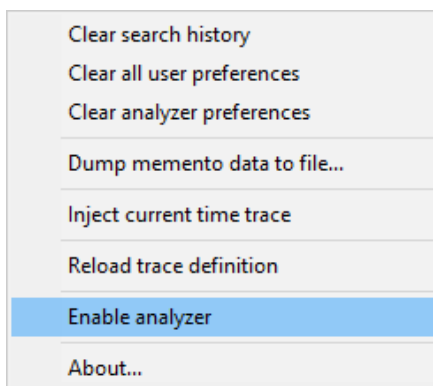 Clear search history
Clear all user preferences
Clear analyzer preferences
Dump memento data to file...
Inject current time trace
Reload trace definition
Enable analyzer
About...